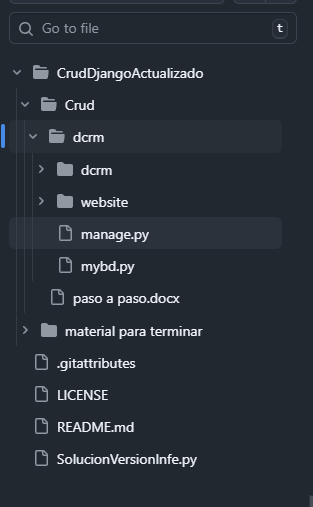 Go to file
t
CrudDjangoActualizado
Crud
dcrm
dcrm
website
manage.py
mybd.py
paso a paso.docx
material para terminar
.gitattributes
LICENSE
README.md
SolucionVersionInfe.py